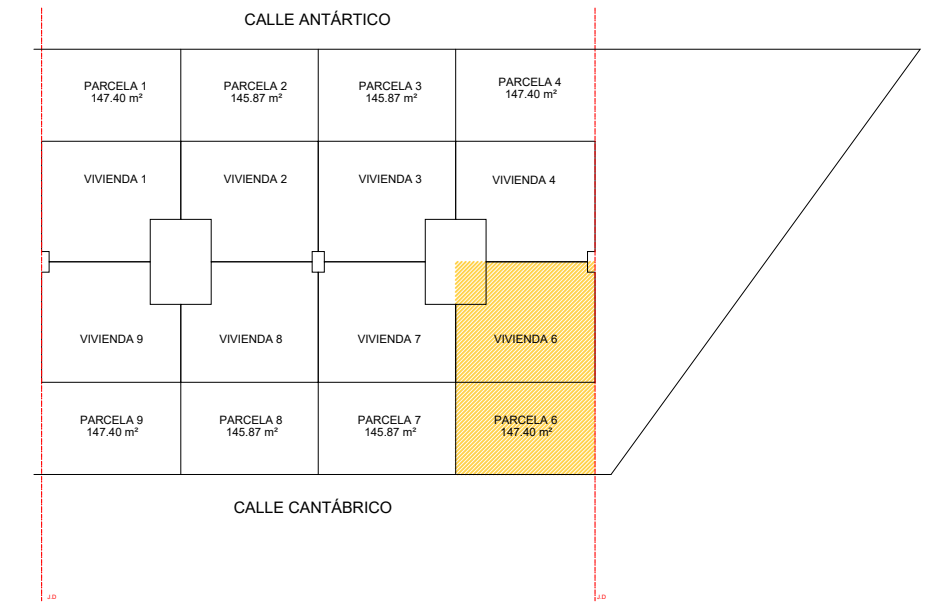 CALLE ANTÁRTICO
PARCELA 1
147.40 m²
PARCELA 2
145.87 m²
PARCELA 3
145.87 m²
PARCELA 4
147.40 m²
VIVIENDA 1
VIVIENDA 2
VIVIENDA 3
VIVIENDA 4
VIVIENDA 9
VIVIENDA 8
VIVIENDA 7
VIVIENDA 6
PARCELA 9
147.40 m²
PARCELA 8
145.87 m²
PARCELA 7
145.87 m²
PARCELA 6
147.40 m²
CALLE CANTÁBRICO